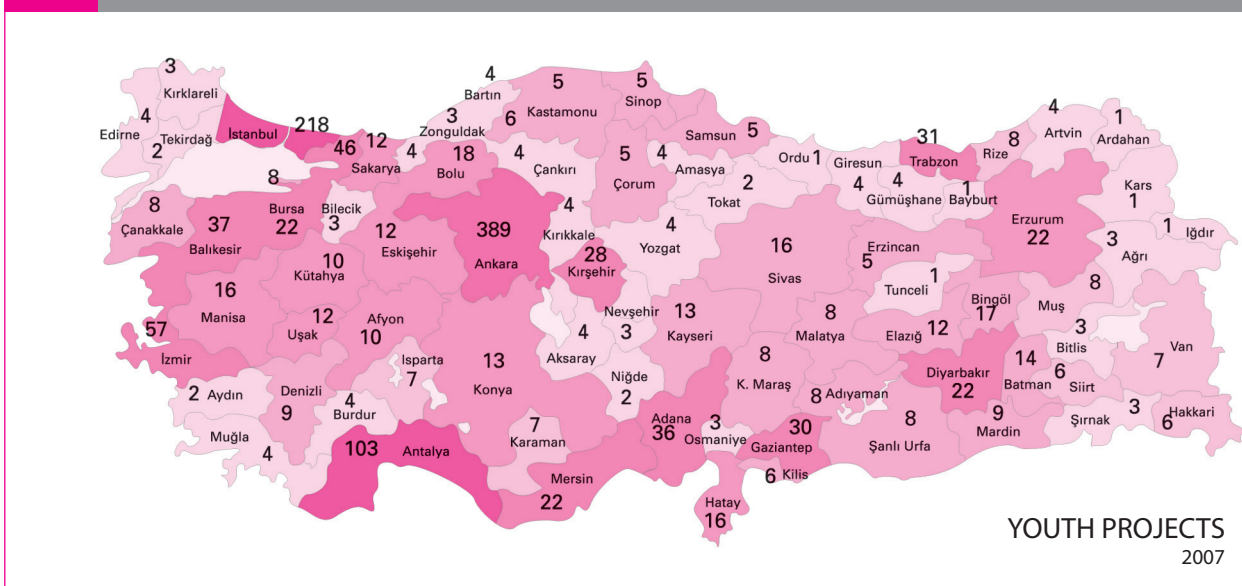 3
Kırklareli
4
Edirne
2
Tekirdağ
İstanbul
218
46
12
Sakarya
8
4
Bartın
3
Zonguldak
4
18
Bolu
6
5
Kastamonu
5
Sinop
4
Çankırı
5
Çorum
Samsun
5
4
Amasya
2
Tokat
Ordu
1
Giresun
4
4
Gümüşhane
31
Trabzon
1
Bayburt
8
Rize
4
Artvin
1
Ardahan
Kars
1
1
Iğdır
3
Ağrı
Erzurum
22
Erzincan
5
8
Çanakkale
37
Balıkesir
Bursa
22
Bilecik
3
12
Eskişehir
389
Ankara
4
Kırıkkale
28
Kırşehir
4
Yozgat
16
Sivas
1
Tunceli
Bingöl
17
8
Muş
3
Bitlis
Van
7
10
Kütahya
16
Manisa
12
Uşak
Afyon
10
57
İzmir
Isparta
7
13
Konya
4
Aksaray
Nevşehir
3
13
Kayseri
8
Malatya
Elazığ
12
Diyarbakır
22
14
Batman
6
Siirt
3
Şırnak
Hakkari
6
9
Mardin
2
Aydın
Denizli
9
4
Burdur
Muğla
4
103
Antalya
7
Karaman
Niğde
2
8
K. Maraş
8
Adıyaman
8
Şanlı Urfa
Adana
36
3
Osmaniye
30
Gaziantep
6
Kilis
Mersin
22
Hatay
16
YOUTH PROJECTS
2007